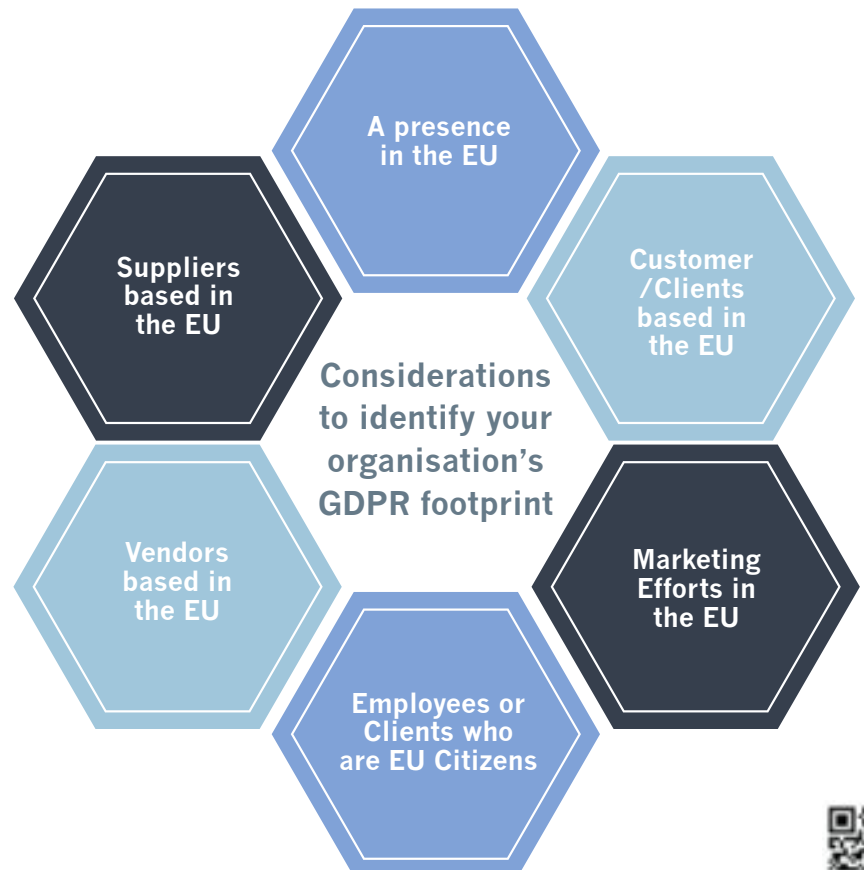 A presence
in the EU
Suppliers
based in
the EU
Customer
/Clients
based in
the EU
Considerations
to identify your
organisation’s
GDPR footprint
Vendors
based in
the EU
Marketing
Efforts in
the EU
Employees or
Clients who
are EU Citizens